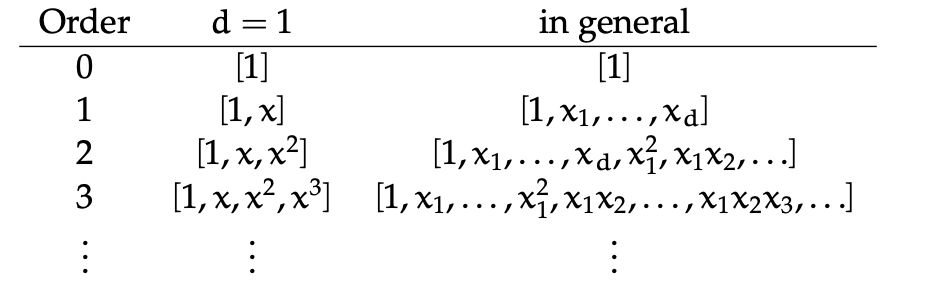 Order d = 1 in general
0 [1] [1]
1 [1, x] [1, x₁, . . . , x_d]
2 [1, x, x²] [1, x₁, . . . , x_d, x₁², x₁x₂, . . .]
3 [1, x, x², x³] [1, x₁, . . . , x₁², x₁x₂, . . . , x₁x₂x₃, . . .]
⋮ ⋮ ⋮